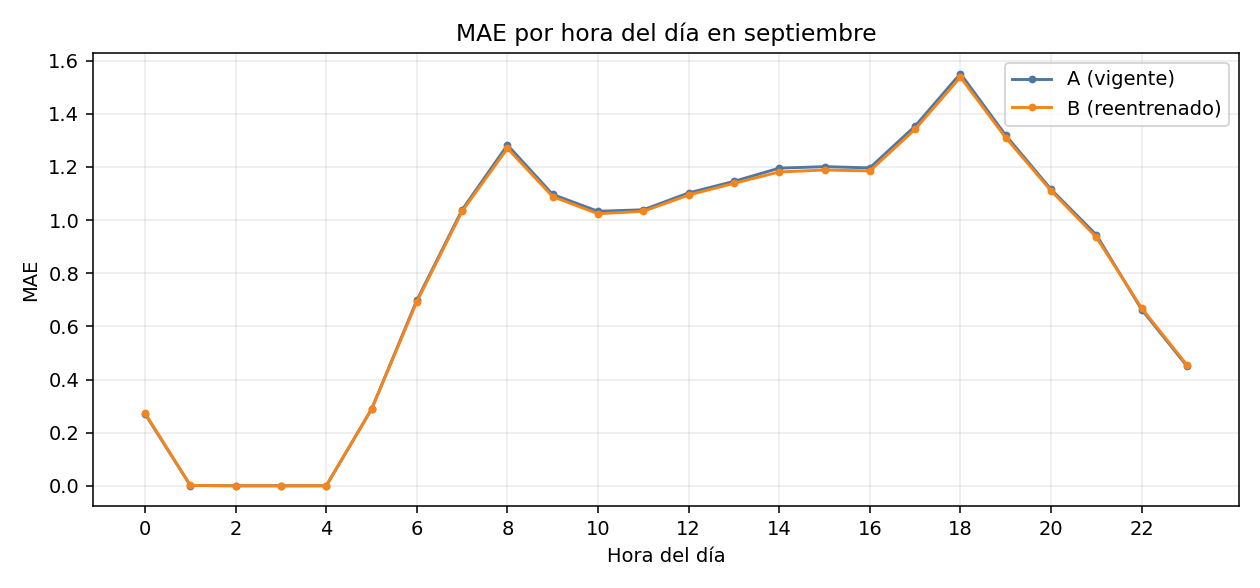 MAE por hora del día en septiembre
A (vigente)
B (reentrenado)
MAE
1.6
1.4
1.2
1.0
0.8
0.6
0.4
0.2
0.0
0 2 4 6 8 10 12 14 16 18 20 22
Hora del día